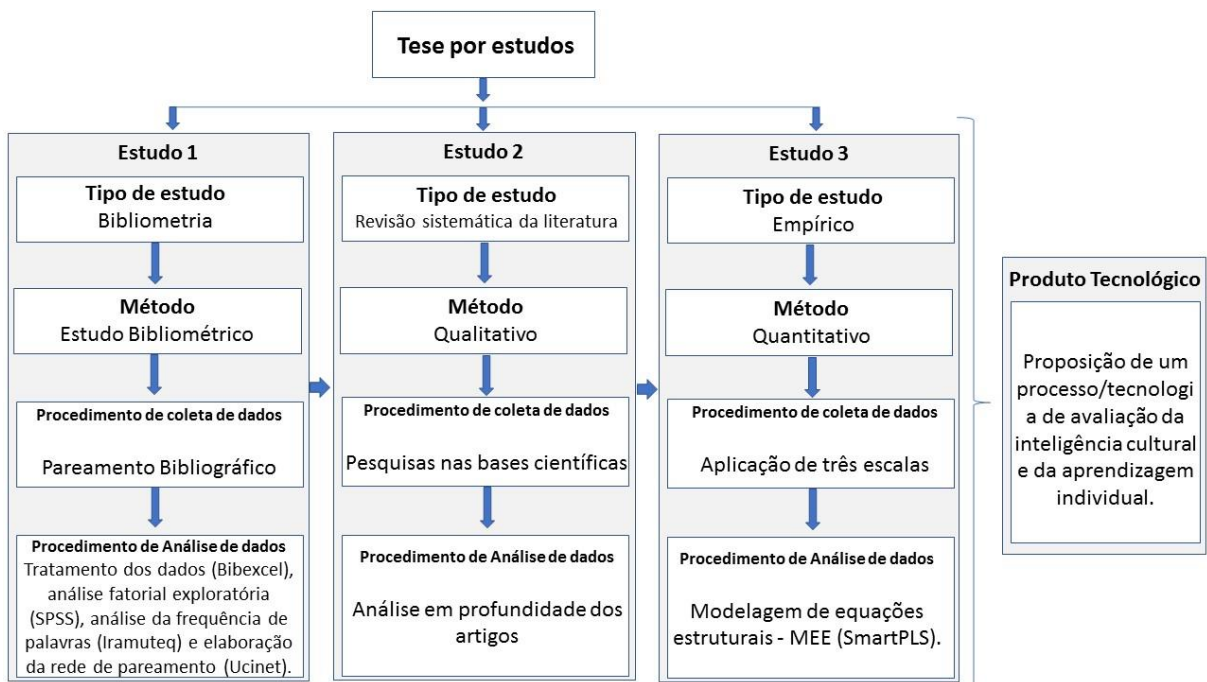 Tese por estudos
Estudo 1
Tipo de estudo
Bibliometria
Método
Estudo Bibliométrico
Procedimento de coleta de dados
Pareamento Bibliográfico
Procedimento de Análise de dados
Tratamento dos dados (Bibexcel),
análise fatorial exploratória
(SPSS), análise da frequência de
palavras (Iramuteq) e elaboração
da rede de pareamento (Ucinet).
Estudo 2
Tipo de estudo
Revisão sistemática da literatura
Método
Qualitativo
Procedimento de coleta de dados
Pesquisas nas bases científicas
Procedimento de Análise de dados
Análise em profundidade dos
artigos
Estudo 3
Tipo de estudo
Empírico
Método
Quantitativo
Procedimento de coleta de dados
Aplicação de três escalas
Procedimento de Análise de dados
Modelagem de equações
estruturais - MEE (SmartPLS).
Produto Tecnológico
Proposição de um
processo/tecnologi
a de avaliação da
inteligência cultural
e da aprendizagem
individual.